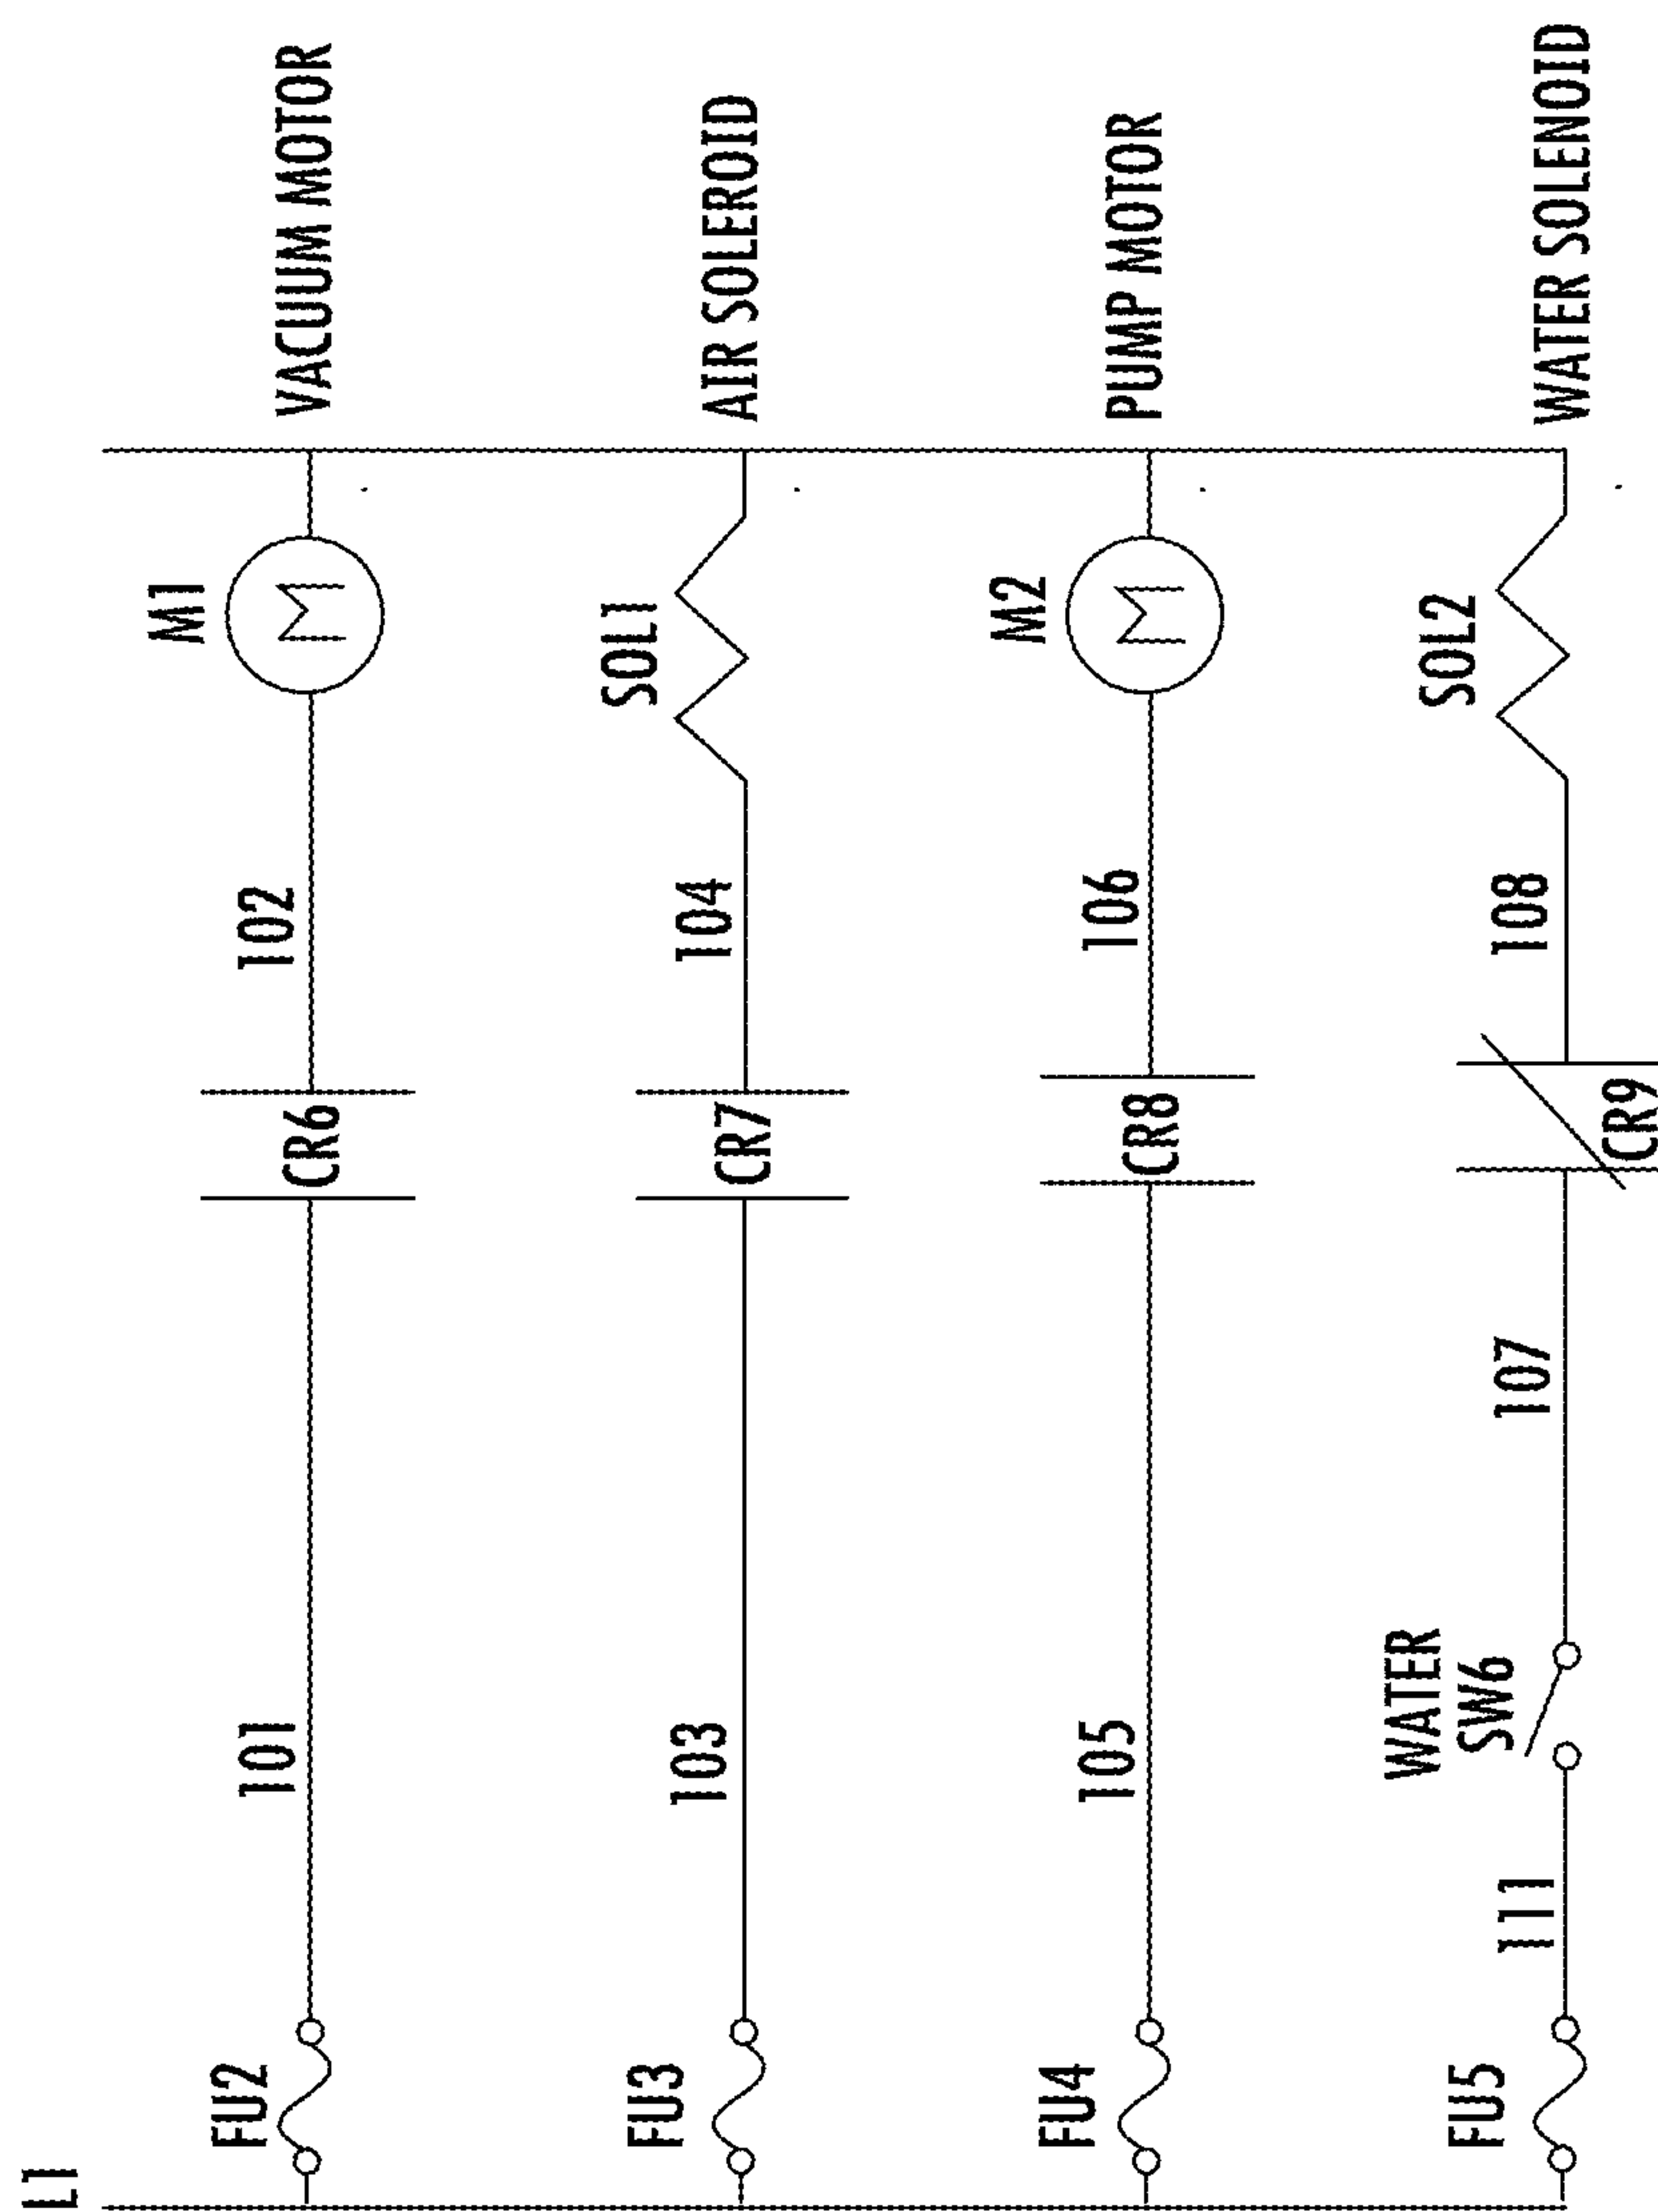 L1
FU2
101
CR6
102
M1
M
VACUUM MOTOR
FU3
103
CR7
104
SOL1
AIR SOLEROID
FU4
105
CR8
106
M2
M
PUMP MOTOR
FU5
111
WATER
SW6
107
CR9
108
SOL2
WATER SOLENOID